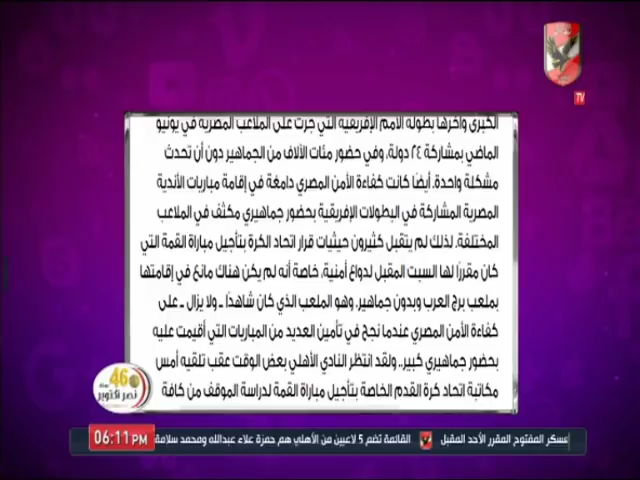 TV
الكبرى وآخرها بطولة الأمم الإفريقية التي جرت على الملاعب المصرية في يونيو
الماضي بمشاركة ٢٤ دولة، وفي حضور مئات الآلاف من الجماهير دون أن تحدث
مشكلة واحدة. أيضًا كانت كفاءة الأمن المصري دامغة في إقامة مباريات الأندية
المصرية المشاركة في البطولات الإفريقية بحضور جماهيري مكثف في الملاعب
المختلفة. لذلك لم يتقبل كثيرون حيثيات قرار اتحاد الكرة بتأجيل مباراة القمة التي
كان مقررًا لها السبت المقبل لدواع أمنية، خاصة أنه لم يكن هناك مانع في إقامتها
بملعب برج العرب وبدون جماهير. وهو الملعب الذي كان شاهدًا ـ ولا يزال ـ على
كفاءة الأمن المصري عندما نجح في تأمين العديد من المباريات التي أقيمت عليه
بحضور جماهيري كبير.. ولقد انتظر النادي الأهلي بعض الوقت عقب تلقيه أمس
مكاتبة اتحاد كرة القدم الخاصة بتأجيل مباراة القمة لدراسة الموقف من كافة
46 سنة
نصر اكتوبر
06:11 PM
عسكر المفتوح المقرر الأحد المقبل
القائمة تضم 5 لاعبين من الأهلي هم حمزة علاء عبدالله ومحمد سلامة